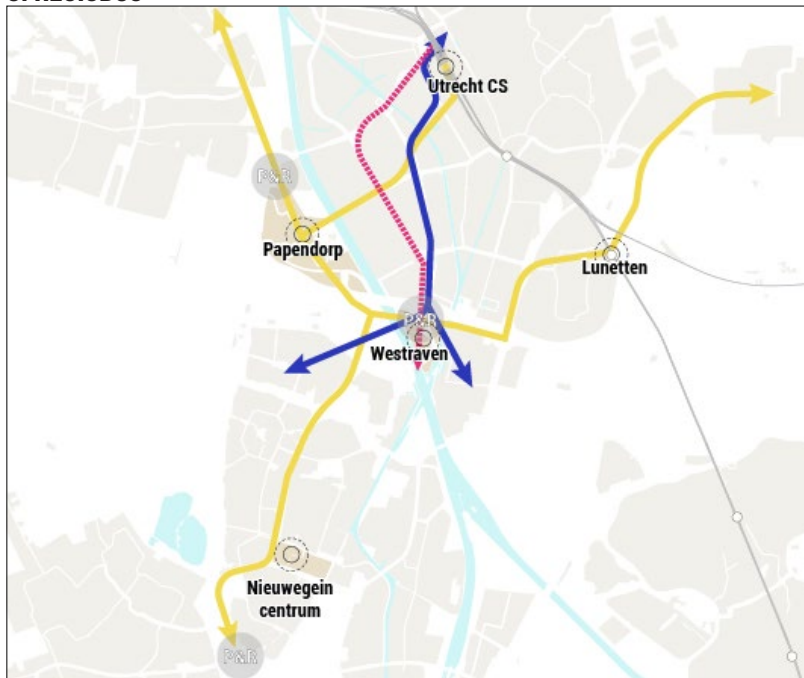 Utrecht CS
P&R
Papendorp
Lunetten
P&R
Westraven
Nieuwegein
centrum
P&R